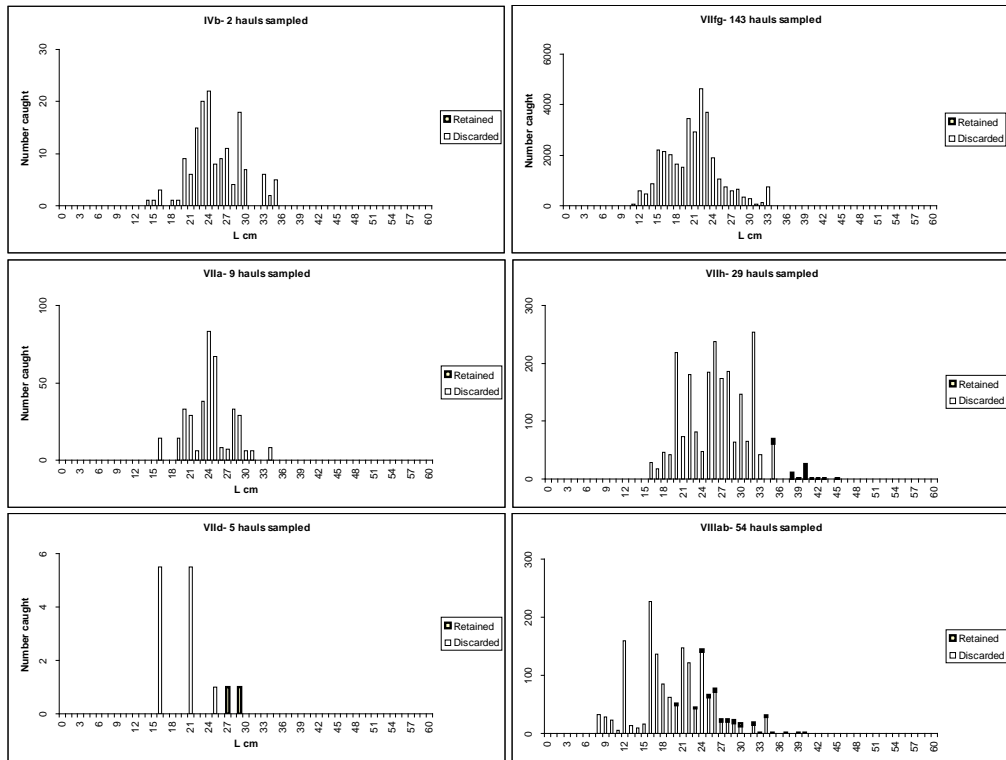 IVb- 2 hauls sampled
Number caught
30
20
10
0
0 3 6 9 12 15 18 21 24 27 30 33 36 39 42 45 48 51 54 57 60
L cm
Retained
Discarded
VIIfg- 143 hauls sampled
Number caught
6000
4000
2000
0
0 3 6 9 12 15 18 21 24 27 30 33 36 39 42 45 48 51 54 57 60
L cm
Retained
Discarded
VIIa- 9 hauls sampled
Number caught
100
50
0
0 3 6 9 12 15 18 21 24 27 30 33 36 39 42 45 48 51 54 57 60
L cm
Retained
Discarded
VIIh- 29 hauls sampled
300
200
100
0
0 3 6 9 12 15 18 21 24 27 30 33 36 39 42 45 48 51 54 57 60
Retained
Discarded
VIId- 5 hauls sampled
Number caught
6
4
2
0
0 3 6 9 12 15 18 21 24 27 30 33 36 39 42 45 48 51 54 57 60
L cm
Retained
Discarded
VIIIab- 54 hauls sampled
300
200
100
0
0 3 6 9 12 15 18 21 24 27 30 33 36 39 42 45 48 51 54 57 60
Retained
Discarded